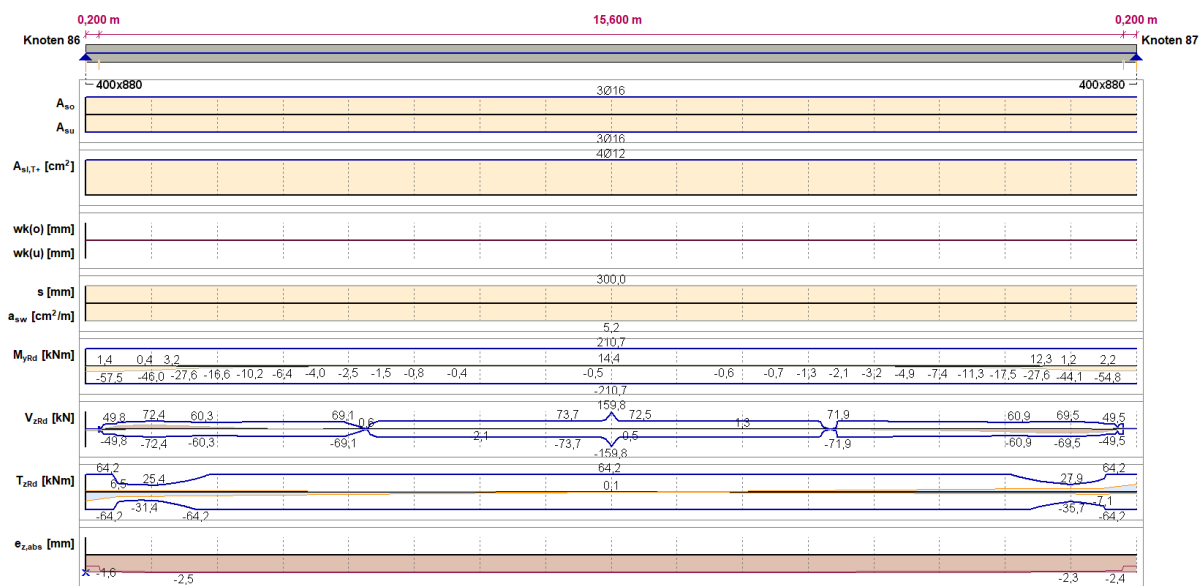 0,200 m 15,600 m 0,200 m
Knoten 86 Knoten 87
400x880 400x880
3Ø16
Aso
Asu
3Ø16
4Ø12
Asl,T+ [cm²]
wk(o) [mm]
wk(u) [mm]
300,0
s [mm]
asw [cm²/m]
5,2
210,7
MyRd [kNm]
1,4 0,4 3,2 14,4 12,3 1,2 2,2
-57,5 -46,0 -27,6 -16,6 -10,2 -6,4 -4,0 -2,5 -1,5 -0,8 -0,4 -0,5 -0,6 -0,7 -1,3 -2,1 -3,2 -4,9 -7,4 -11,3 -17,5 -27,6 -44,1 -54,8
-210,7
159,8
VzRd [kN]
49,8 72,4 60,3 69,1 0,6 73,7 72,5 1,3 71,9 60,9 69,5 49,5
-49,8 -72,4 -60,3 -69,1 2,1 -73,7 0,5 -71,9 -60,9 -69,5 -49,5
-159,8
64,2 64,2 64,2
TzRd [kNm]
6,5 25,4 0,1 27,9
-31,4 -35,7 -7,1
-64,2 -64,2 -64,2
ez,abs [mm]
-1,6 -2,5 -2,3 -2,4